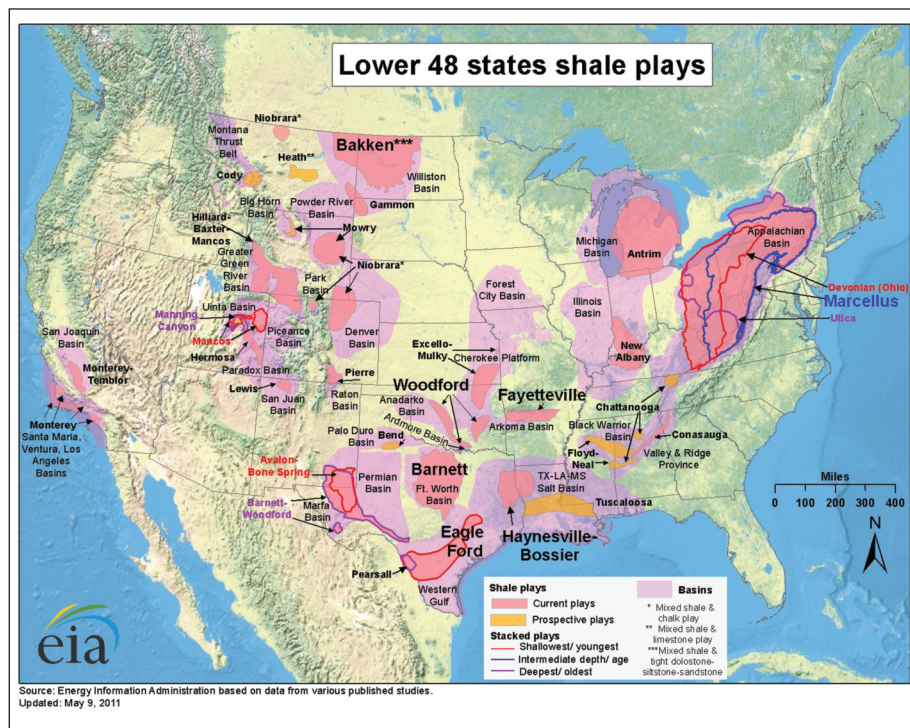 Lower 48 states shale plays
Niobrara*
Montana
Thrust
Belt
Bakken***
Heath**
Cody
Williston
Basin
Big Horn
Basin
Powder River
Basin
Gammon
Hilliard-
Baxter-
Mancos
Mowry
Greater
Green
River
Basin
Park
Basin
Niobrara*
Michigan
Basin
Antrim
Appalachian
Basin
Devonian (Ohio)
Marcellus
Utica
Forest
City Basin
Illinois
Basin
Uinta Basin
Manning
Canyon
Mancos
Piceance
Basin
Denver
Basin
San Joaquin
Basin
Hermosa
Paradox Basin
Excello-
Mulky
Cherokee Platform
New
Albany
Monterey-
Temblor
Lewis
San Juan
Basin
Pierre
Raton
Basin
Woodford
Anadarko
Basin
Fayetteville
Arkoma Basin
Chattanooga
Monterey
Santa Maria,
Ventura, Los
Angeles
Basins
Palo Duro
Basin
Bend
Ardmore Basin
Black Warrior
Basin
Conasauga
Floyd-
Neal
Valley & Ridge
Province
Avalon-
Bone Spring
Permian
Basin
Barnett
Ft. Worth
Basin
TX-LA-MS
Salt Basin
Tuscaloosa
Barnett-
Woodford
Marfa
Basin
Eagle
Ford
Haynesville-
Bossier
Pearsall
Western
Gulf
Miles
0 100 200 300 400
N
Shale plays
Current plays
Prospective plays
Stacked plays
Shallowest/ youngest
Intermediate depth/ age
Deepest/ oldest
Basins
* Mixed shale &
chalk play
** Mixed shale &
limestone play
***Mixed shale &
tight dolostone-
siltstone-sandstone
eia
Source: Energy Information Administration based on data from various published studies.
Updated: May 9, 2011